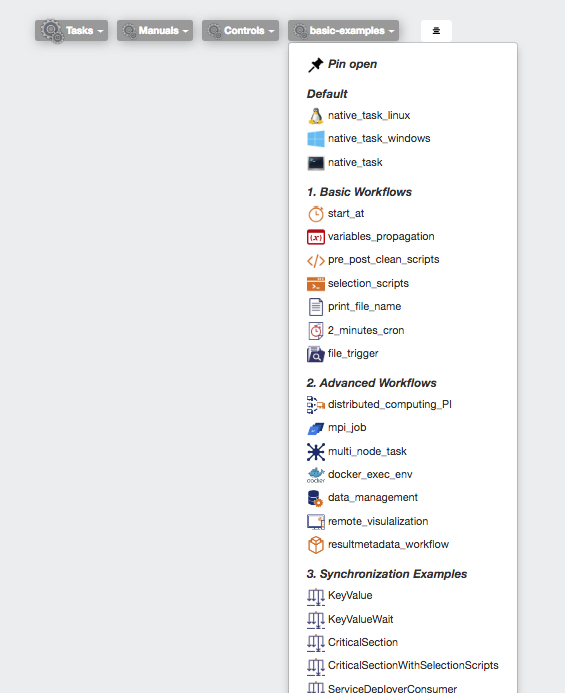 Tasks
Manuals
Controls
basic-examples
Pin open
Default
native_task_linux
native_task_windows
native_task
1. Basic Workflows
start_at
variables_propagation
pre_post_clean_scripts
selection_scripts
print_file_name
2_minutes_cron
file_trigger
2. Advanced Workflows
distributed_computing_PI
mpi_job
multi_node_task
docker_exec_env
data_management
remote_visulalization
resultmetadata_workflow
3. Synchronization Examples
KeyValue
KeyValueWait
CriticalSection
CriticalSectionWithSelectionScripts
ServiceDeployerConsumer